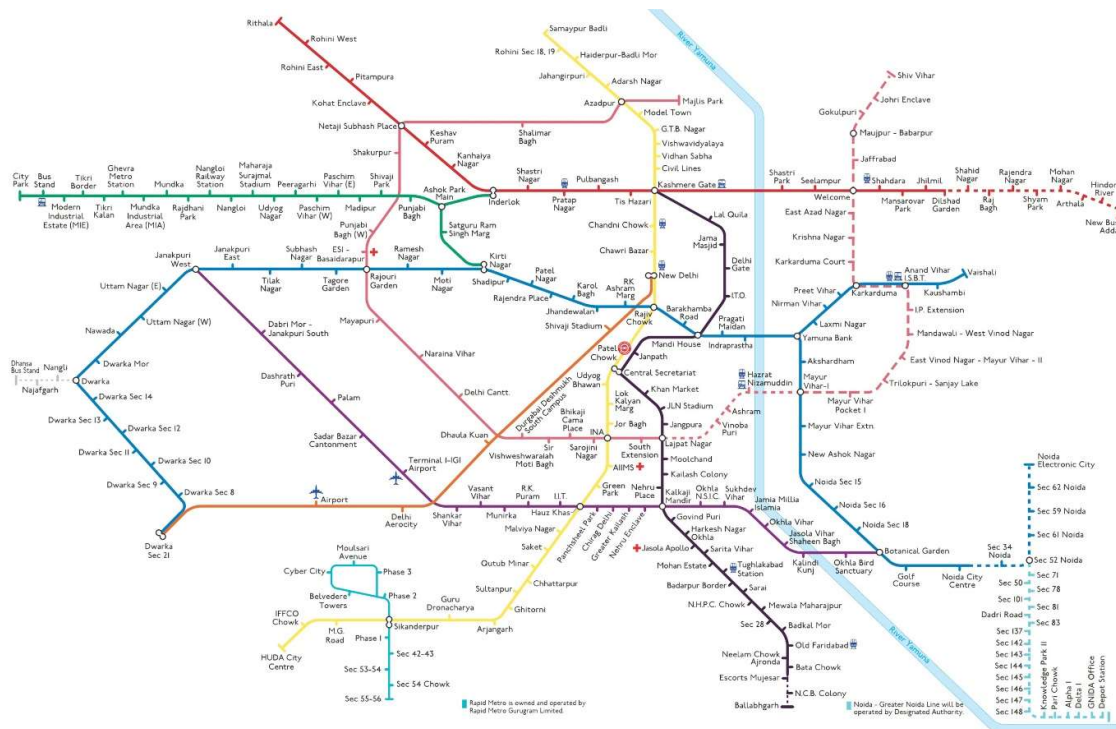 Rithala
Rohini West
Rohini East
Pitampura
Kohat Enclave
Netaji Subhash Place
Keshav
Puram
Kanhaiya
Nagar
Inderlok
Shastri
Nagar
Pratap
Nagar
Pulbangash
Tis Hazari
Kashmere Gate
Shastri
Park
Seelampur
Welcome
Shahdara
Mansarovar
Park
Jhilmil
Dilshad
Garden
Shahid
Nagar
Raj
Bagh
Rajendra
Nagar
Shyam
Park
Mohan
Nagar
Arthala
Hindon
River
New Bus
Adda
Samaypur Badli
Rohini Sec 18, 19
Haiderpur-Badli Mor
Jahangirpuri
Adarsh Nagar
Azadpur
Majlis Park
Model Town
G.T.B. Nagar
Vishwavidyalaya
Vidhan Sabha
Civil Lines
Chandni Chowk
Chawri Bazar
New Delhi
Rajiv
Chowk
Patel
Chowk
Central Secretariat
Udyog
Bhawan
Lok
Kalyan
Marg
Jor Bagh
INA
AIIMS
Green
Park
Hauz Khas
Malviya Nagar
Saket
Qutub Minar
Chhattarpur
Sultanpur
Ghitorni
Arjangarh
Guru
Dronacharya
Sikanderpur
M.G.
Road
IFFCO
Chowk
HUDA City
Centre
Shalimar
Bagh
Shakurpur
Punjabi
Bagh (W)
ESI -
Basaidarapur
Rajouri
Garden
Mayapuri
Naraina Vihar
Delhi Cantt.
Durgabai Deshmukh
South Campus
Sir
Vishweshwaraiah
Moti Bagh
Bhikaji
Cama
Place
Sarojini
Nagar
South
Extension
Lajpat Nagar
Vinoba
Puri
Ashram
Hazrat
Nizamuddin
Mayur
Vihar-I
Mayur Vihar
Pocket I
Trilokpuri - Sanjay Lake
East Vinod Nagar - Mayur Vihar - II
Mandawali - West Vinod Nagar
I.P. Extension
Anand Vihar
I.S.B.T.
Karkarduma
Karkarduma Court
Krishna Nagar
East Azad Nagar
Jaffrabad
Maujpur - Babarpur
Gokulpuri
Johri Enclave
Shiv Vihar
City
Park
Bus
Stand
Modern
Industrial
Estate (MIE)
Tikri
Border
Tikri
Kalan
Ghevra
Metro
Station
Mundka
Industrial
Area (MIA)
Mundka
Rajdhani
Park
Nangloi
Railway
Station
Nangloi
Maharaja
Surajmal
Stadium
Udyog
Nagar
Peeragarhi
Paschim
Vihar (W)
Paschim
Vihar (E)
Madipur
Shivaji
Park
Punjabi
Bagh
Ashok Park
Main
Satguru Ram
Singh Marg
Kirti
Nagar
Janakpuri
West
Janakpuri
East
Tilak
Nagar
Subhash
Nagar
Tagore
Garden
Ramesh
Nagar
Moti
Nagar
Shadipur
Patel
Nagar
Rajendra Place
Karol
Bagh
Jhandewalan
RK
Ashram
Marg
Barakhamba
Road
Mandi House
Pragati
Maidan
Indraprastha
Yamuna Bank
Laxmi Nagar
Nirman Vihar
Preet Vihar
Kaushambi
Vaishali
Akshardham
Mayur Vihar Extn.
New Ashok Nagar
Noida Sec 15
Noida Sec 16
Noida Sec 18
Botanical Garden
Golf
Course
Noida City
Centre
Sec 34
Noida
Sec 52 Noida
Sec 61 Noida
Sec 59 Noida
Sec 62 Noida
Noida
Electronic City
Uttam Nagar (E)
Uttam Nagar (W)
Nawada
Dwarka Mor
Dwarka
Nangli
Najafgarh
Dhansa
Bus Stand
Dwarka Sec 14
Dwarka Sec 13
Dwarka Sec 12
Dwarka Sec 11
Dwarka Sec 10
Dwarka Sec 9
Dwarka Sec 8
Dwarka
Sec 21
Airport
Delhi
Aerocity
Dhaula Kuan
Shivaji Stadium
Dabri Mor -
Janakpuri South
Dashrath
Puri
Palam
Sadar Bazar
Cantonment
Terminal 1-IGI
Airport
Shankar
Vihar
Vasant
Vihar
Munirka
R.K.
Puram
I.I.T.
Panchsheel Park
Chirag Delhi
Greater Kailash
Nehru Enclave
Kalkaji
Mandir
Okhla
N.S.I.C.
Sukhdev
Vihar
Jamia Millia
Islamia
Okhla Vihar
Jasola Vihar
Shaheen Bagh
Kalindi
Kunj
Okhla Bird
Sanctuary
Lal Quila
Jama
Masjid
Delhi
Gate
I.T.O.
Janpath
Khan Market
JLN Stadium
Jangpura
Moolchand
Kailash Colony
Nehru
Place
Govind Puri
Harkesh Nagar
Okhla
Jasola Apollo
Sarita Vihar
Mohan Estate
Tughlakabad
Station
Badarpur Border
Sarai
N.H.P.C. Chowk
Mewala Maharajpur
Sec 28
Badkal Mor
Old Faridabad
Neelam Chowk
Ajronda
Bata Chowk
Escorts Mujesar
N.C.B. Colony
Ballabhgarh
Moulsari
Avenue
Cyber City
Phase 3
Belvedere
Towers
Phase 2
Phase 1
Sec 42-43
Sec 53-54
Sec 54 Chowk
Sec 55-56
Sec 71
Sec 50
Sec 78
Sec 101
Sec 81
Dadri Road
Sec 83
Sec 137
Sec 142
Sec 143
Sec 144
Sec 145
Sec 146
Sec 147
Sec 148
Knowledge Park II
Pari Chowk
Alpha I
Delta I
GNIDA Office
Depot Station
River Yamuna
River Yamuna
Rapid Metro is owned and operated by
Rapid Metro Gurugram Limited.
Noida - Greater Noida Line will be
operated by Designated Authority.